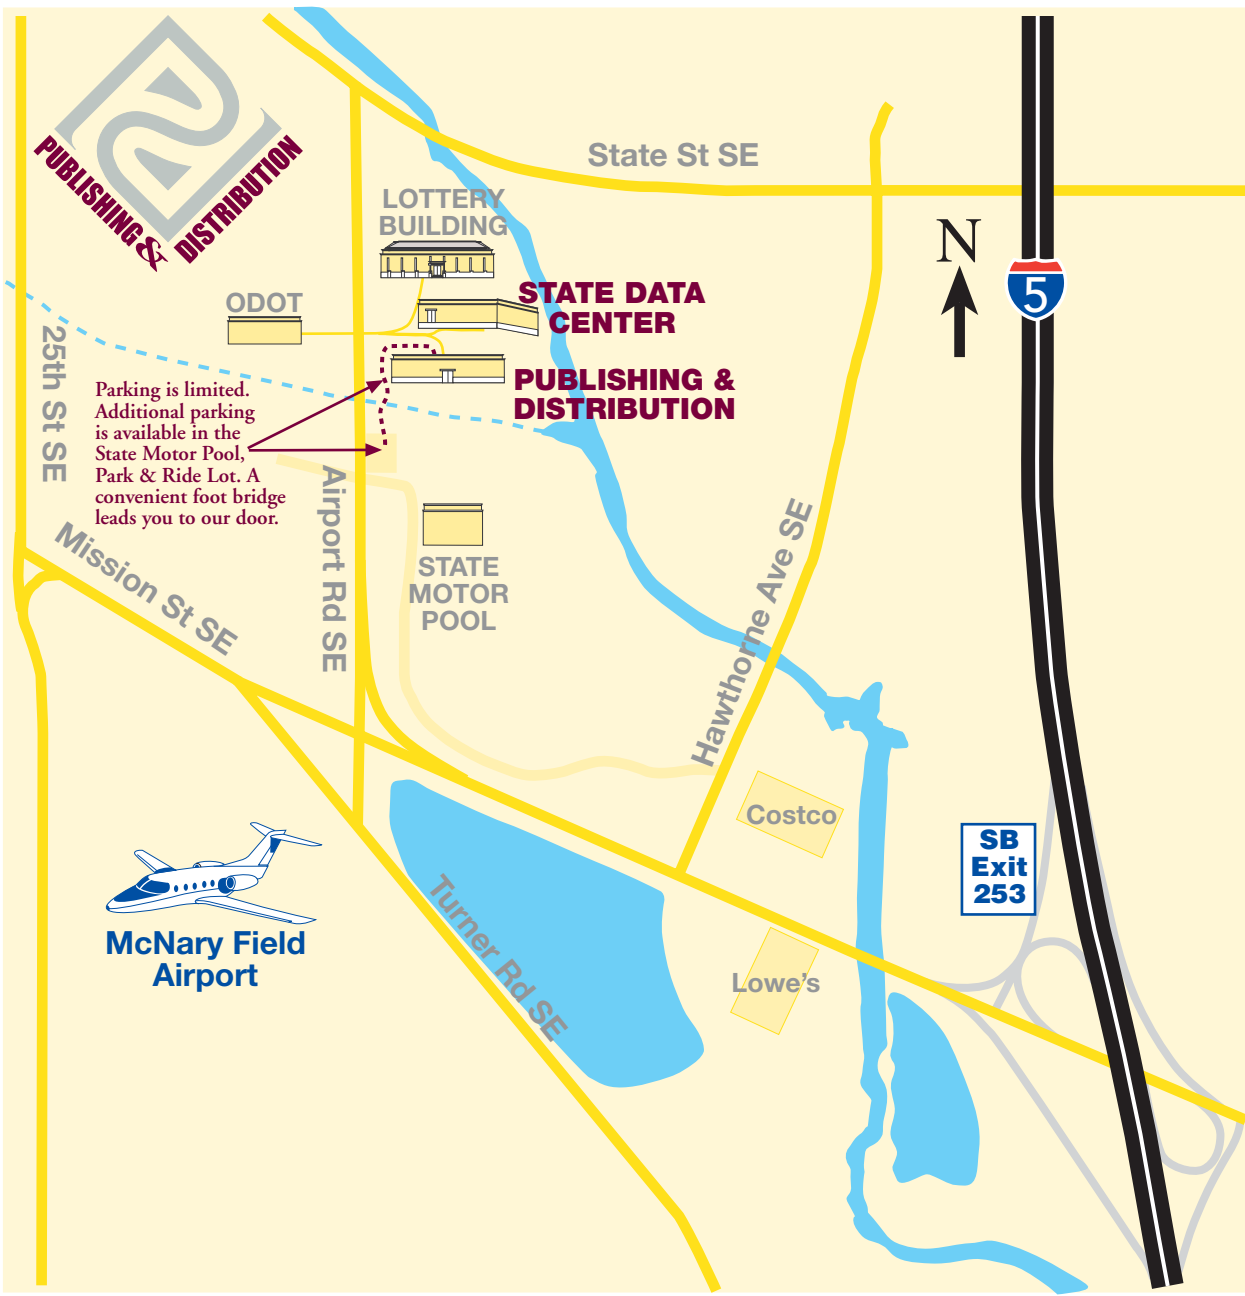 PUBLISHING &
DISTRIBUTION
State St SE
LOTTERY
BUILDING
N
5
ODOT
STATE DATA
CENTER
PUBLISHING &
DISTRIBUTION
25th St SE
Parking is limited.
Additional parking
is available in the
State Motor Pool,
Park & Ride Lot. A
convenient foot bridge
leads you to our door.
Airport Rd SE
Mission St SE
STATE
MOTOR
POOL
Hawthorne Ave SE
Costco
SB
Exit
253
Turner Rd SE
McNary Field
Airport
Lowe's